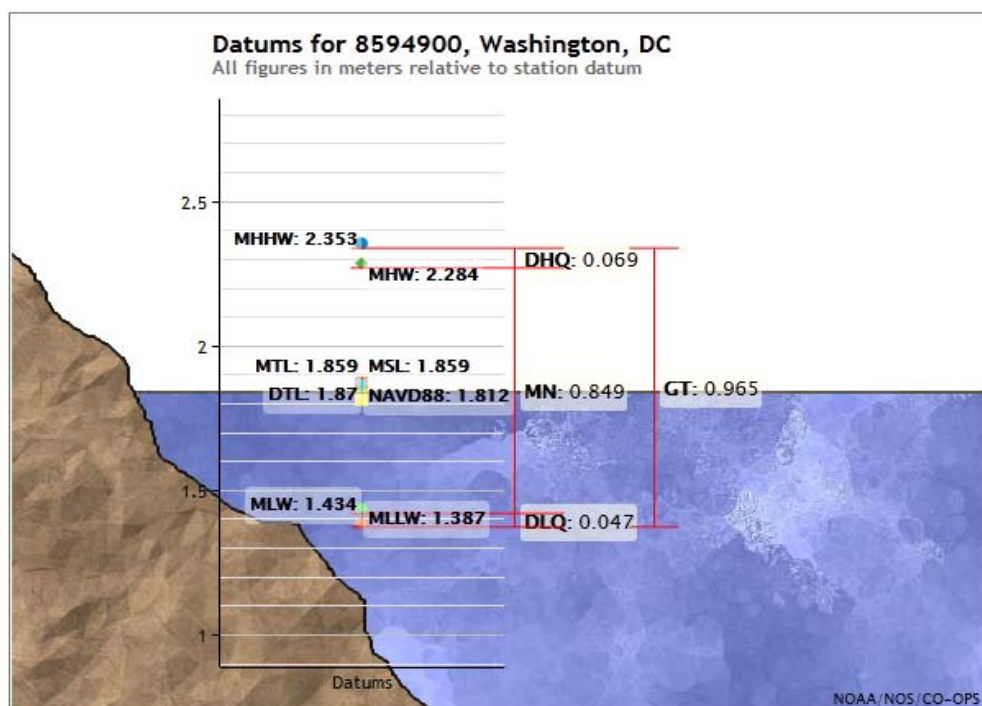 Datums for 8594900, Washington, DC
All figures in meters relative to station datum
2.5
MHHW: 2.353
DHQ: 0.069
MHW: 2.284
2
MTL: 1.859 MSL: 1.859
DTL: 1.87 NAVD88: 1.812 MN: 0.849 GT: 0.965
1.5
MLW: 1.434
MLLW: 1.387 DLQ: 0.047
1
Datums
NOAA/NOS/CO-OPS